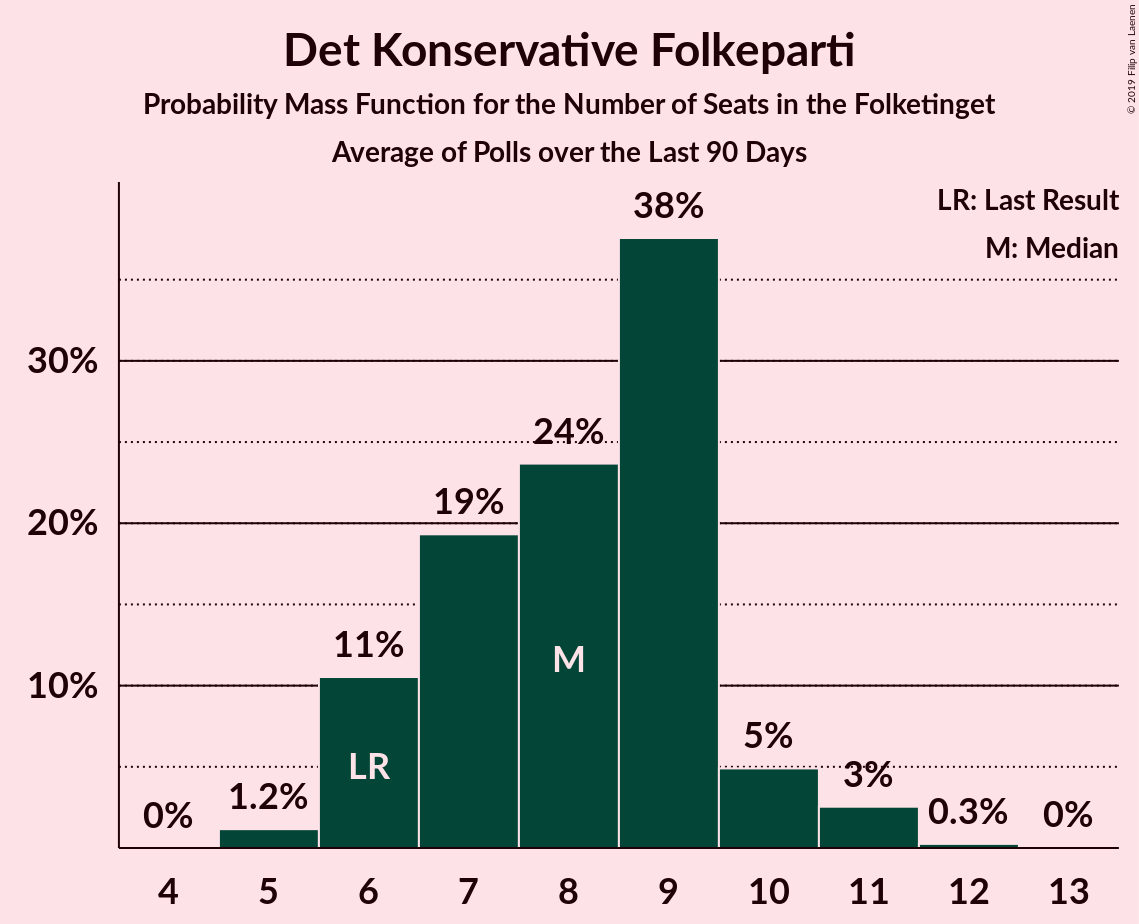 Det Konservative Folkeparti
Probability Mass Function for the Number of Seats in the Folketinget
Average of Polls over the Last 90 Days
© 2019 Filip van Laenen
LR: Last Result
M: Median
38%
30%
24%
19%
20%
11%
M
10%
5%
LR
3%
1.2%
0.3%
0%
0%
4 5 6 7 8 9 10 11 12 13